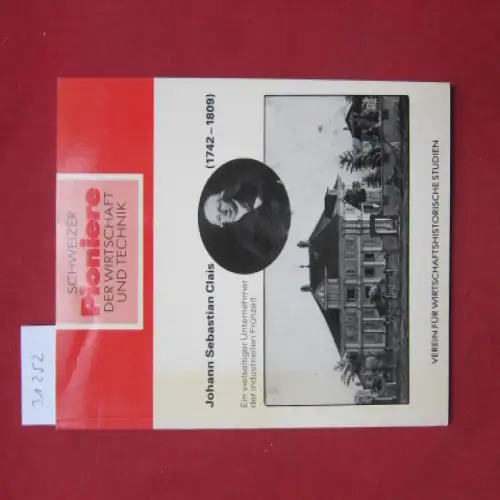 SCHWEIZER
Pioniere
DER WIRTSCHAFT
UND TECHNIK
Johann Sebastian Clais (1742 – 1809)
Ein vielseitiger Unternehmer
der industriellen Frühzeit
VEREIN FÜR WIRTSCHAFTSHISTORISCHE STUDIEN
31252